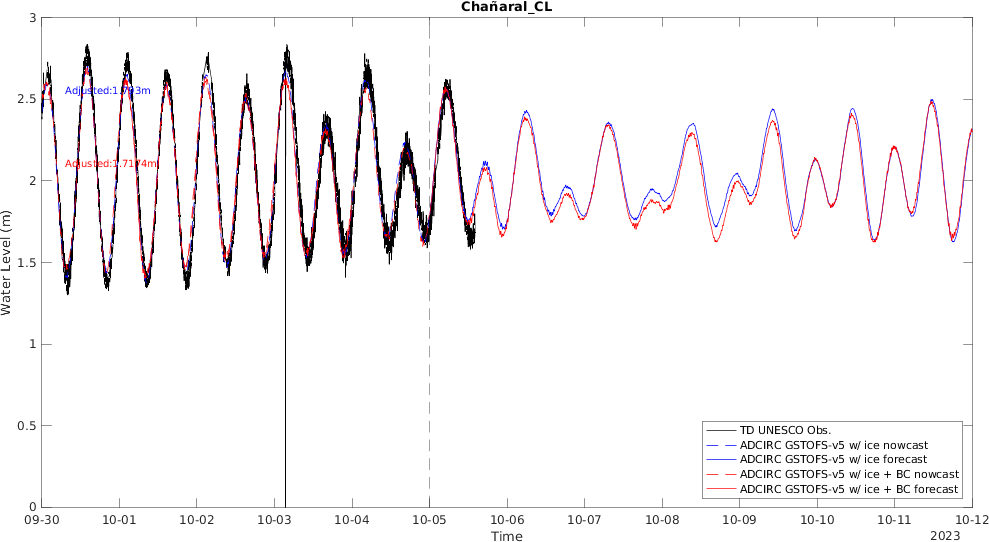 Chañaral_CL
3
2.5
2
1.5
1
0.5
0
Water Level (m)
Adjusted:1.7174m
09-30
10-01
10-02
10-03
10-04
10-05
10-06
10-07
10-08
10-09
10-10
10-11
10-12
Time
2023
TD UNESCO Obs.
ADCIRC GSTOFS-v5 w/ ice nowcast
ADCIRC GSTOFS-v5 w/ ice forecast
ADCIRC GSTOFS-v5 w/ ice + BC nowcast
ADCIRC GSTOFS-v5 w/ ice + BC forecast